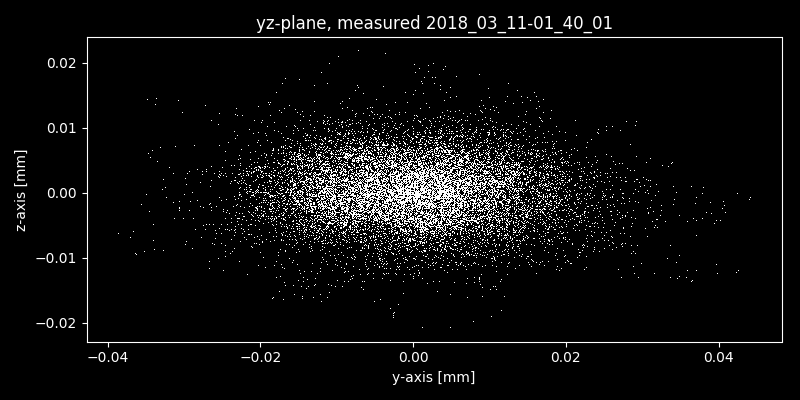 yz-plane, measured 2018_03_11-01_40_01
0.02
0.01
0.00
−0.01
−0.02
z-axis [mm]
−0.04 −0.02 0.00 0.02 0.04
y-axis [mm]